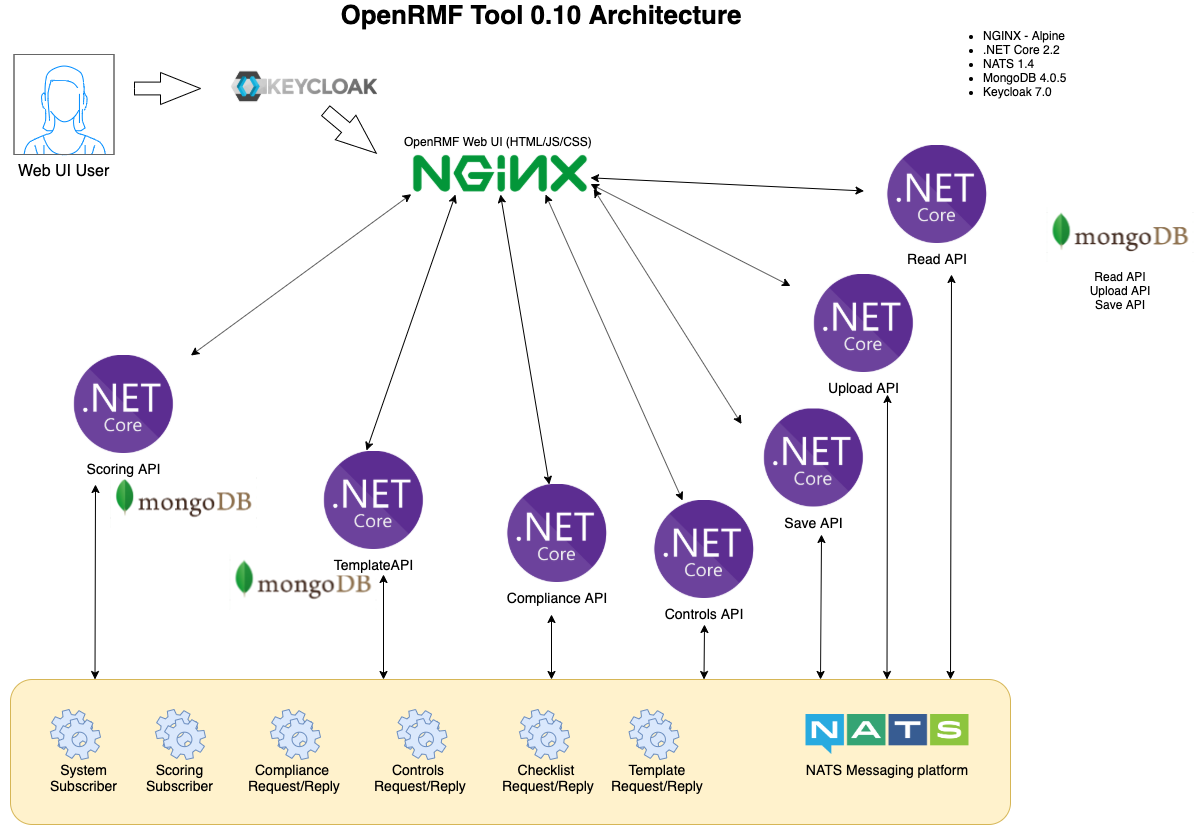 OpenRMF Tool 0.10 Architecture
NGINX - Alpine
.NET Core 2.2
NATS 1.4
MongoDB 4.0.5
Keycloak 7.0
KEYCLOAK
Web UI User
OpenRMF Web UI (HTML/JS/CSS)
NGiNX
.NET
Core
Read API
mongoDB
Read API
Upload API
Save API
.NET
Core
Upload API
.NET
Core
Scoring API
mongoDB
.NET
Core
TemplateAPI
mongoDB
.NET
Core
Compliance API
.NET
Core
Controls API
.NET
Core
Save API
System
Subscriber
Scoring
Subscriber
Compliance
Request/Reply
Controls
Request/Reply
Checklist
Request/Reply
Template
Request/Reply
NATS
NATS Messaging platform